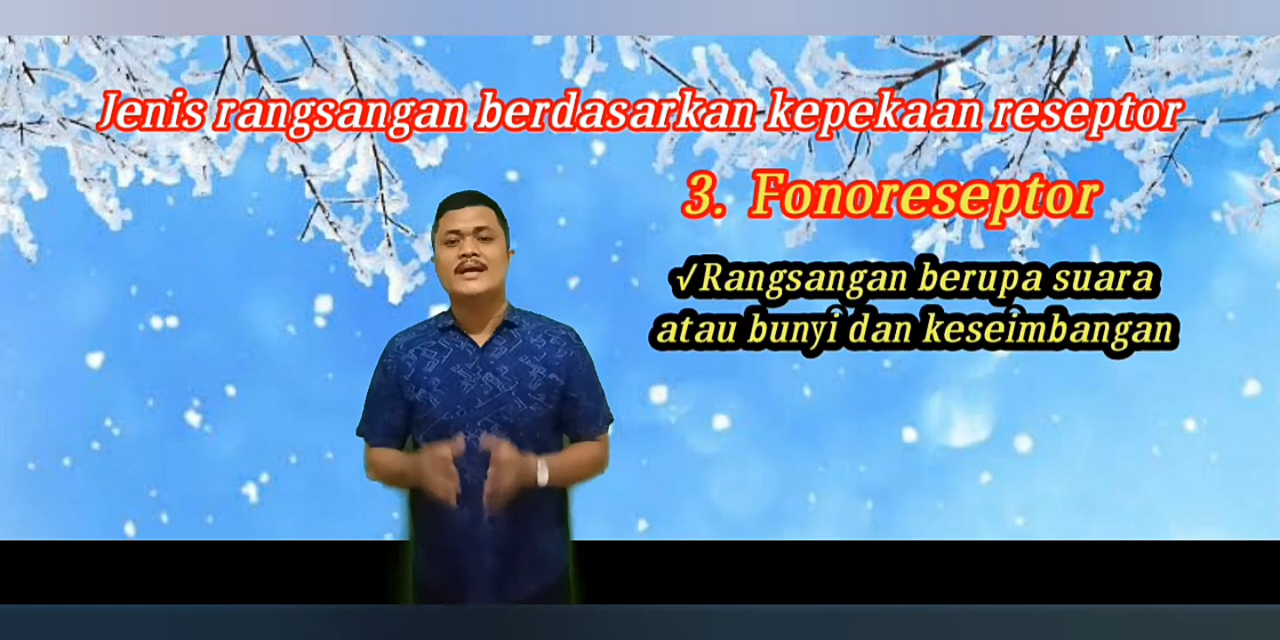 Jenis rangsangan berdasarkan kepekaan reseptor
3. Fonoreseptor
√Rangsangan berupa suara
atau bunyi dan keseimbangan